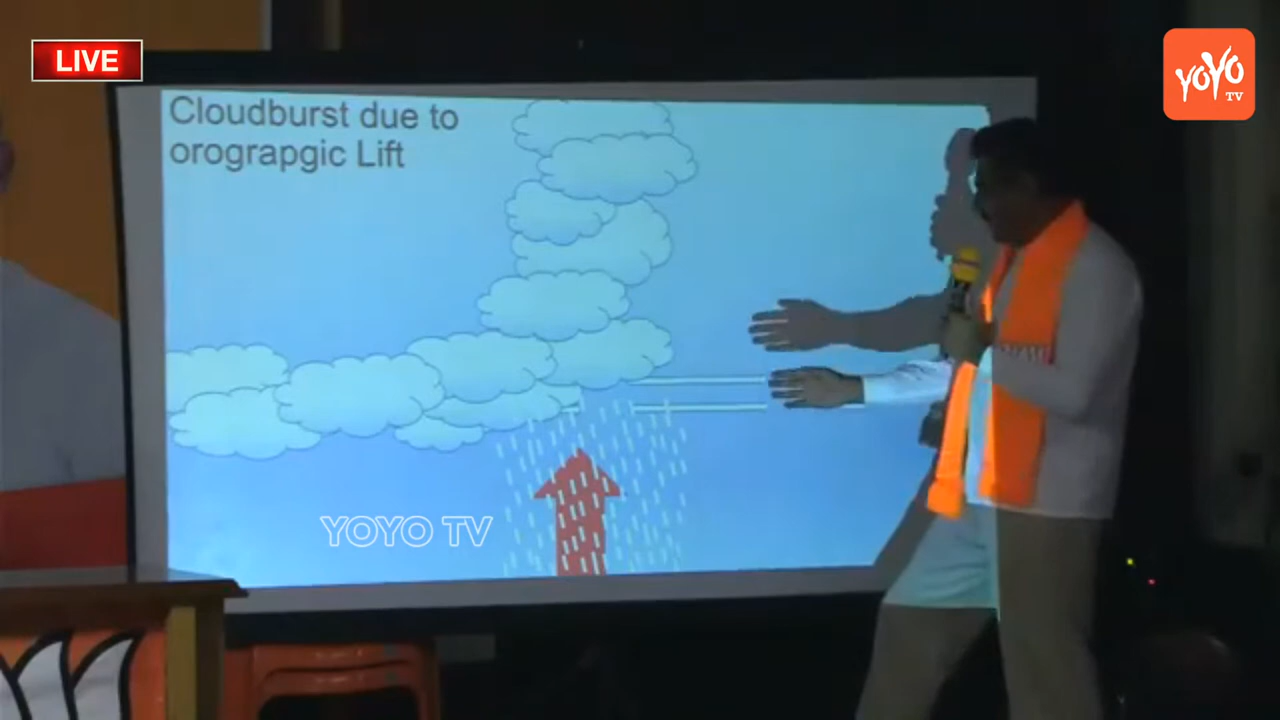 LIVE
YOYO
TV
Cloudburst due to
orograpgic Lift
YOYO TV